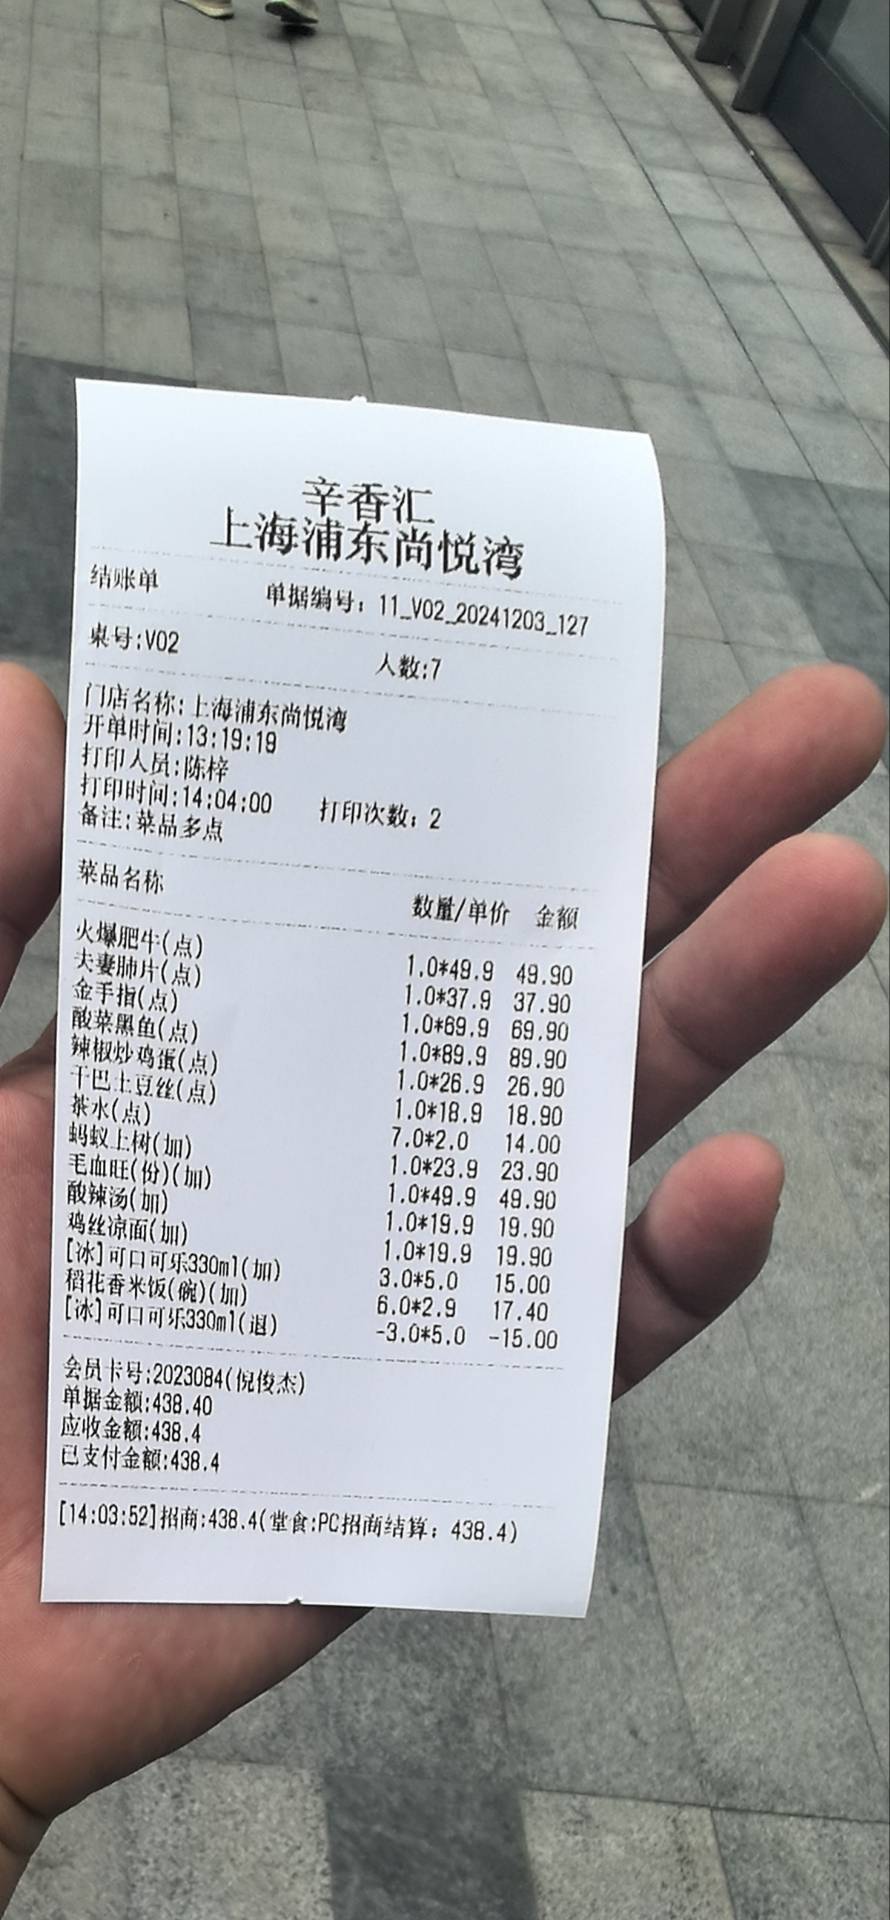 辛香汇
上海浦东尚悦湾
结账单 单据编号：11_V02_20241203_127
桌号:V02 人数:7
门店名称:上海浦东尚悦湾
开单时间:13:19:19
打印人员:陈梓
打印时间:14:04:00 打印次数：2
备注:菜品多点
菜品名称 数量/单价 金额
火爆肥牛(点) 1.0*49.9 49.90
夫妻肺片(点) 1.0*37.9 37.90
金手指(点) 1.0*69.9 69.90
酸菜黑鱼(点) 1.0*89.9 89.90
辣椒炒鸡蛋(点) 1.0*26.9 26.90
干巴土豆丝(点) 1.0*18.9 18.90
茶水(点) 7.0*2.0 14.00
蚂蚁上树(加) 1.0*23.9 23.90
毛血旺(份)(加) 1.0*49.9 49.90
酸辣汤(加) 1.0*19.9 19.90
鸡丝凉面(加) 1.0*19.9 19.90
[冰]可口可乐330ml(加) 3.0*5.0 15.00
稻花香米饭(碗)(加) 6.0*2.9 17.40
[冰]可口可乐330ml(退) -3.0*5.0 -15.00
会员卡号:2023084(倪俊杰)
单据金额:438.40
应收金额:438.4
已支付金额:438.4
[14:03:52]招商:438.4(堂食:PC招商结算：438.4)